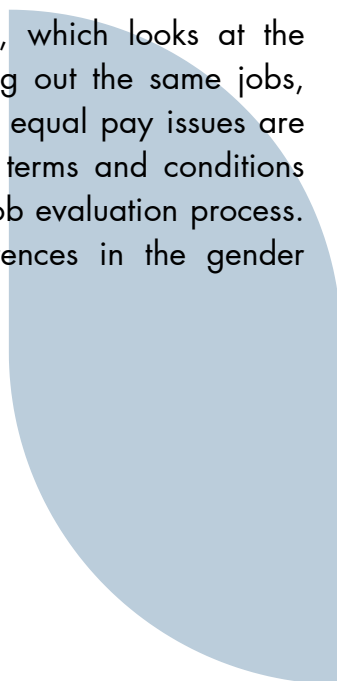 , which looks at the
g out the same jobs,
equal pay issues are
terms and conditions
evaluation process.
in the gender